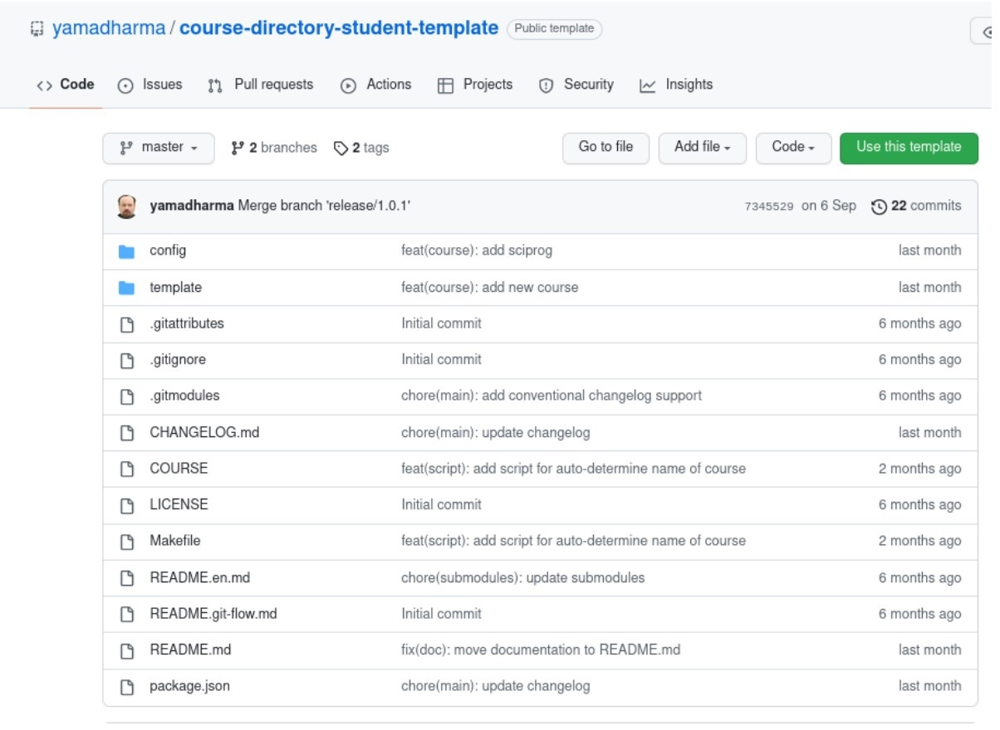 yamadharma / course-directory-student-template Public template
Code Issues Pull requests Actions Projects Security Insights
master 2 branches 2 tags Go to file Add file Code Use this template
yamadharma Merge branch 'release/1.0.1' 7345529 on 6 Sep 22 commits
config feat(course): add sciprog last month
template feat(course): add new course last month
.gitattributes Initial commit 6 months ago
.gitignore Initial commit 6 months ago
.gitmodules chore(main): add conventional changelog support 6 months ago
CHANGELOG.md chore(main): update changelog last month
COURSE feat(script): add script for auto-determine name of course 2 months ago
LICENSE Initial commit 6 months ago
Makefile feat(script): add script for auto-determine name of course 2 months ago
README.en.md chore(submodules): update submodules 6 months ago
README.git-flow.md Initial commit 6 months ago
README.md fix(doc): move documentation to README.md last month
package.json chore(main): update changelog last month